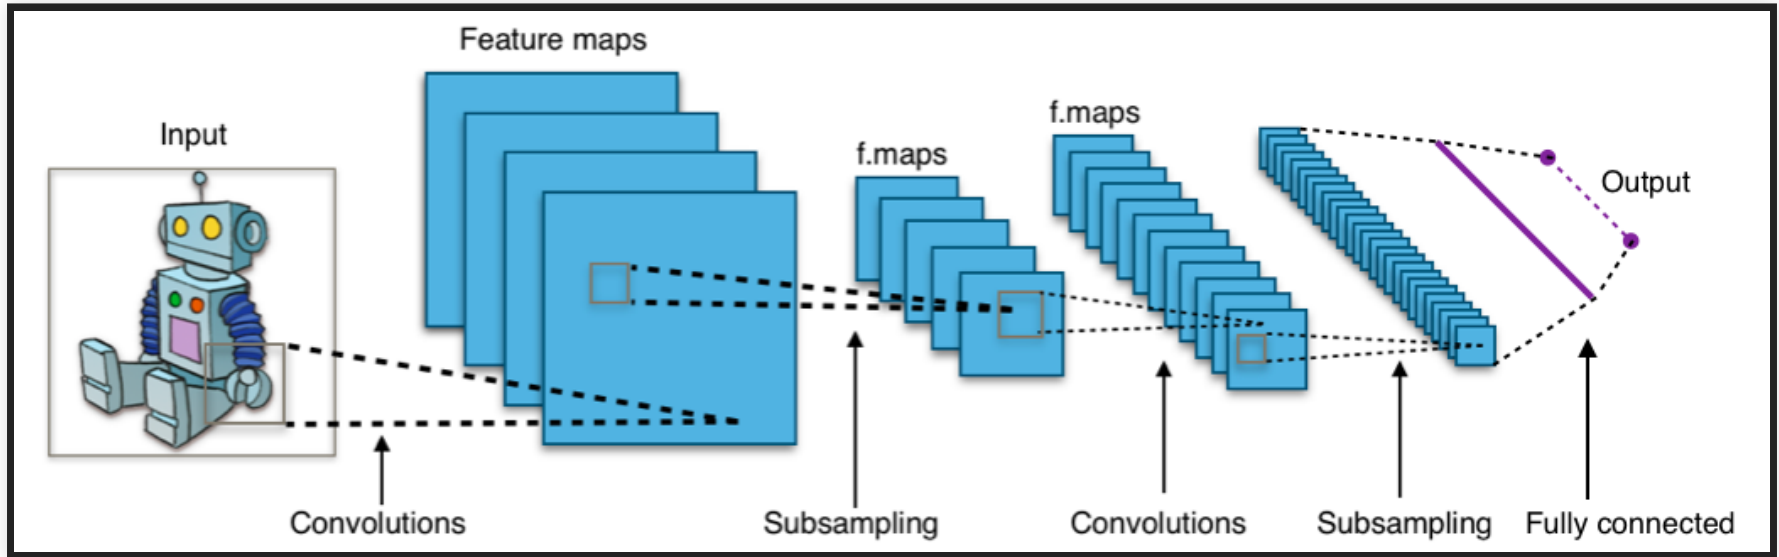 Feature maps
Input
f.maps
f.maps
Output
Convolutions
Subsampling
Convolutions
Subsampling
Fully connected